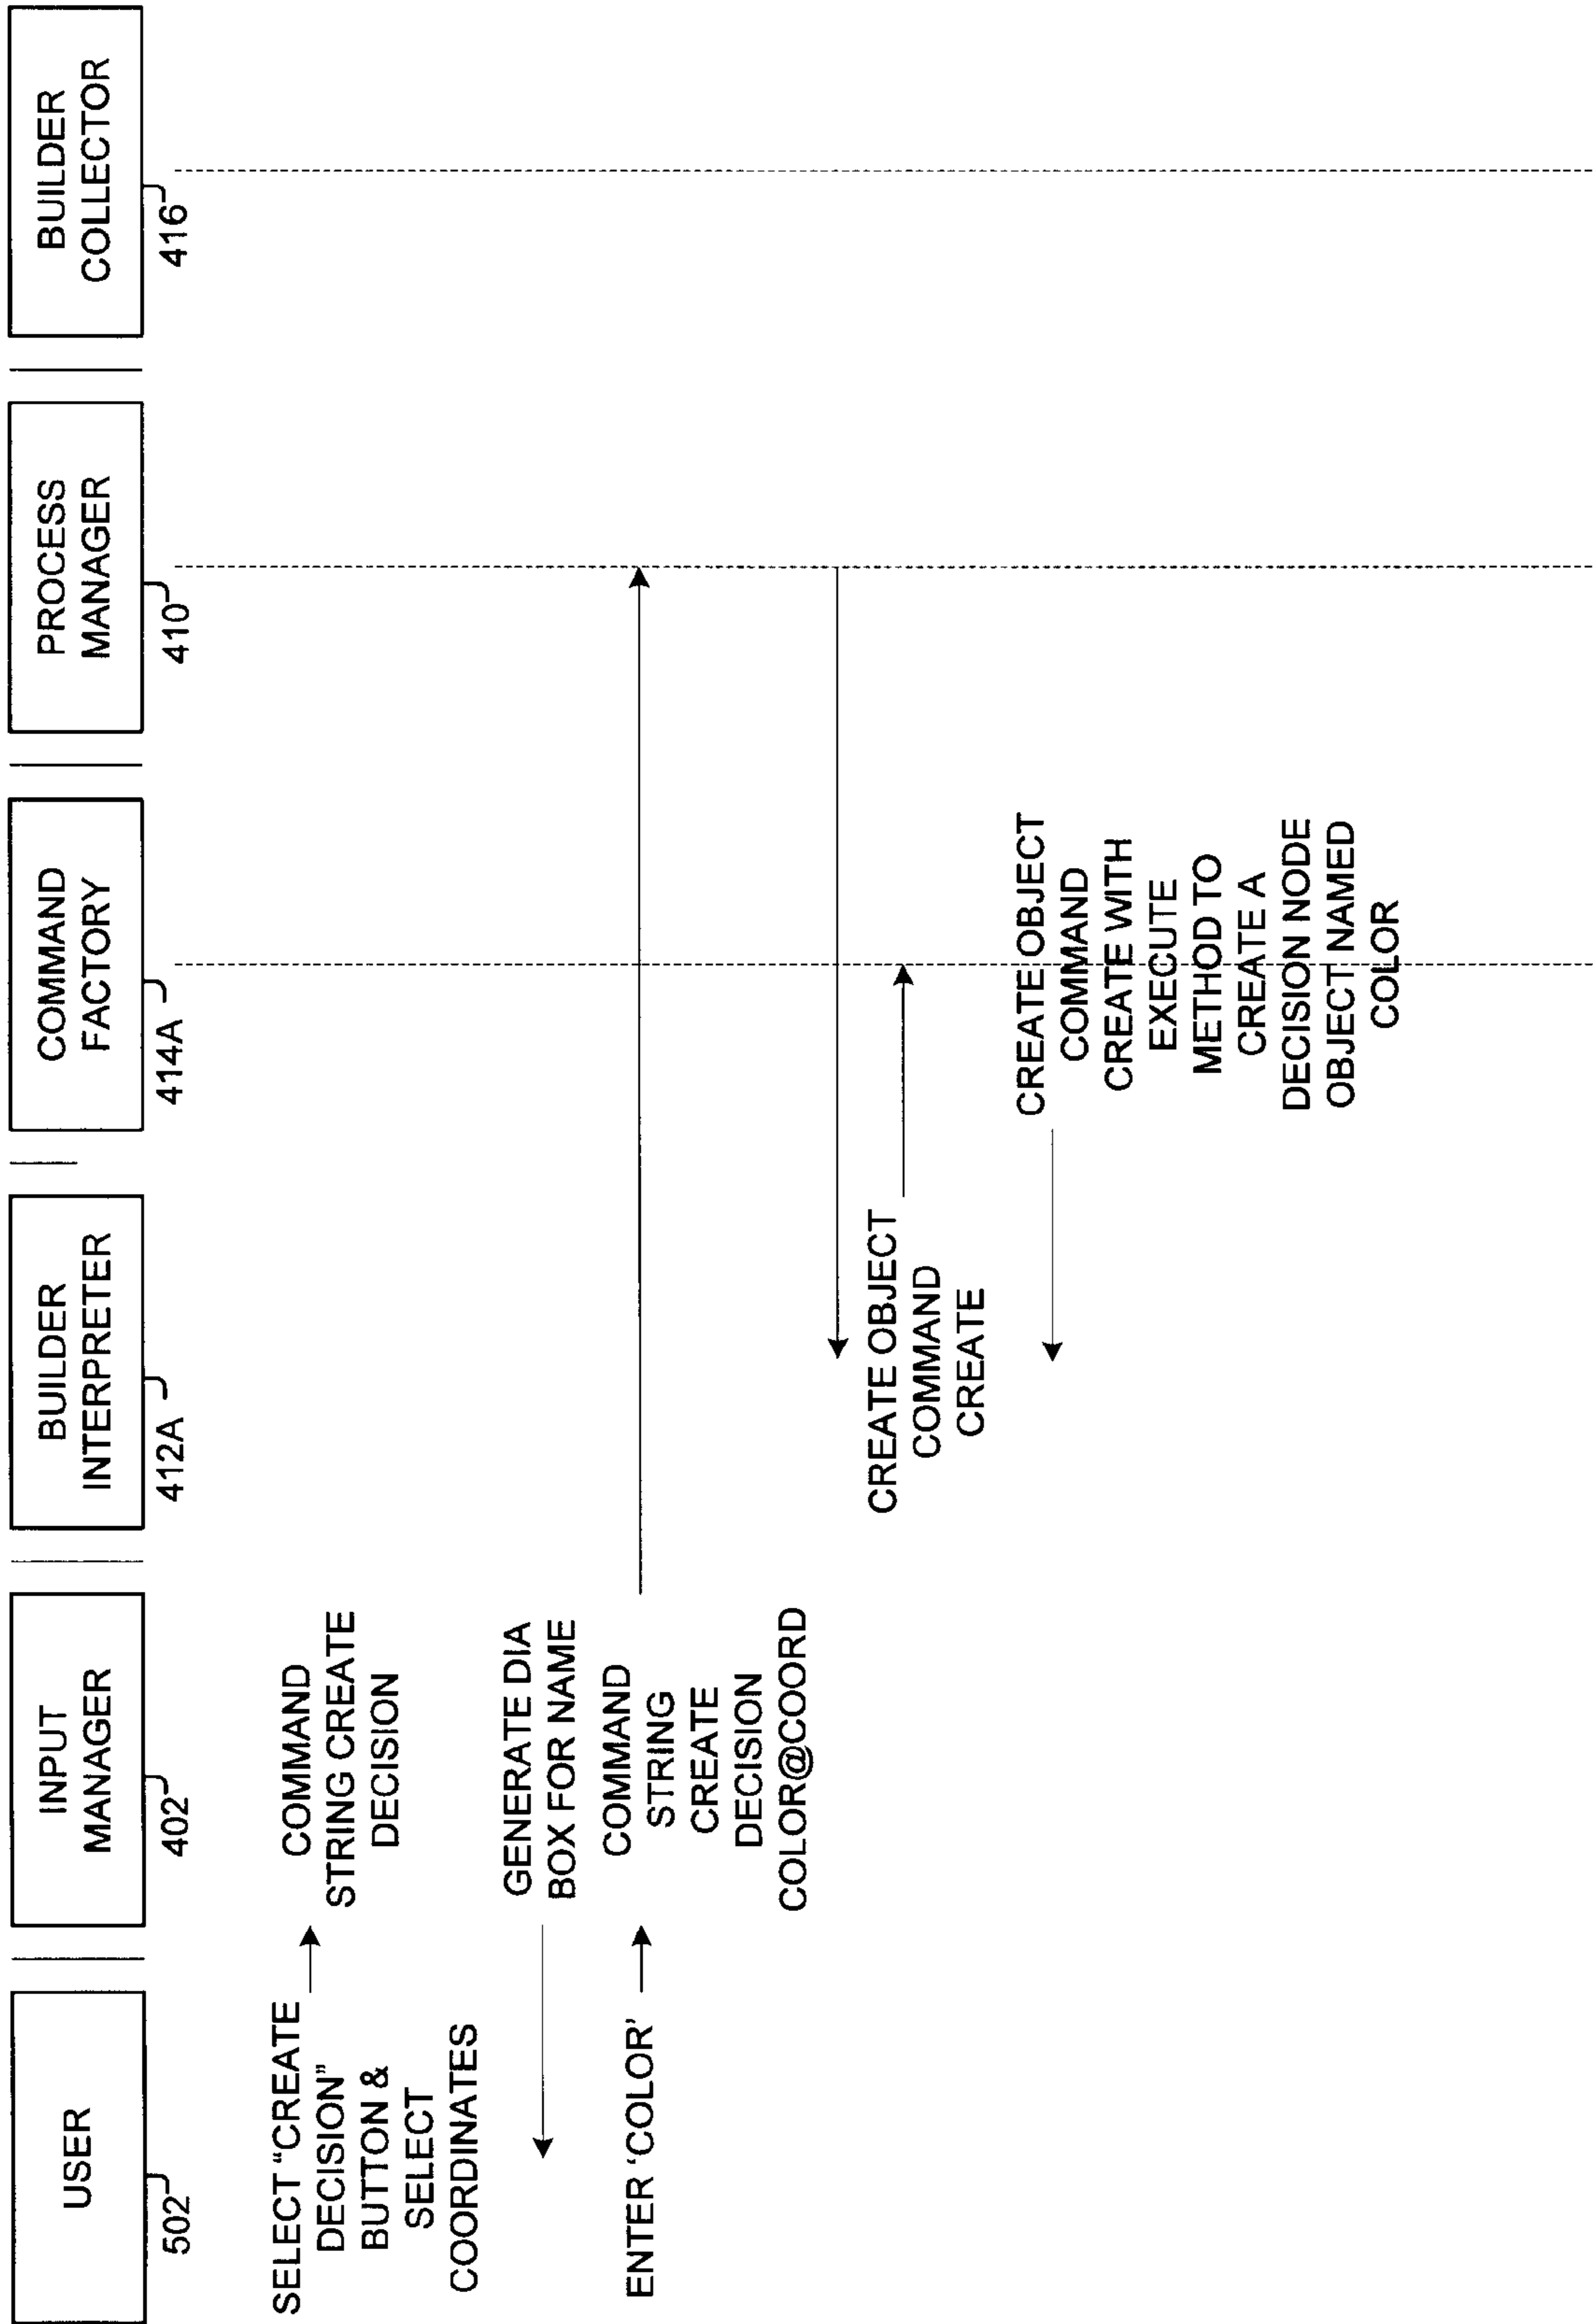 USER
502
INPUT
MANAGER
402
BUILDER
INTERPRETER
412A
COMMAND
FACTORY
414A
PROCESS
MANAGER
410
BUILDER
COLLECTOR
416
SELECT “CREATE
DECISION”
BUTTON &
SELECT
COORDINATES
COMMAND
STRING CREATE
DECISION
GENERATE DIA
BOX FOR NAME
ENTER ‘COLOR’
COMMAND
STRING
CREATE
DECISION
COLOR@COORD
CREATE OBJECT
COMMAND
CREATE
CREATE OBJECT
COMMAND
CREATE WITH
EXECUTE
METHOD TO
CREATE A
DECISION NODE
OBJECT NAMED
COLOR